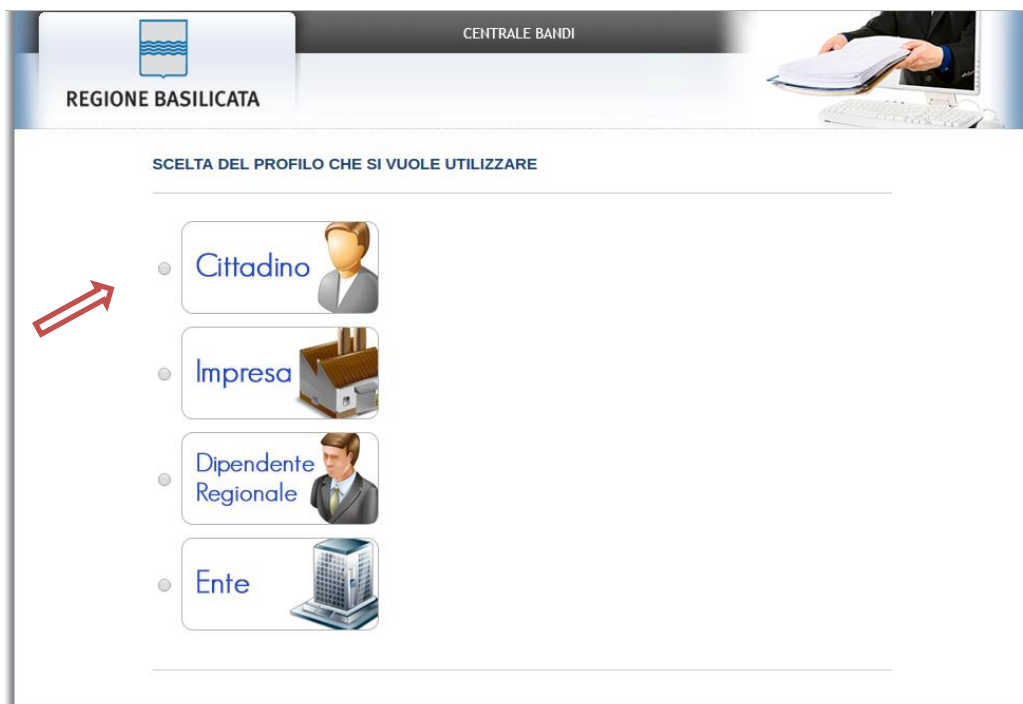 CENTRALE BANDI
REGIONE BASILICATA
SCELTA DEL PROFILO CHE SI VUOLE UTILIZZARE
Cittadino
Impresa
Dipendente
Regionale
Ente